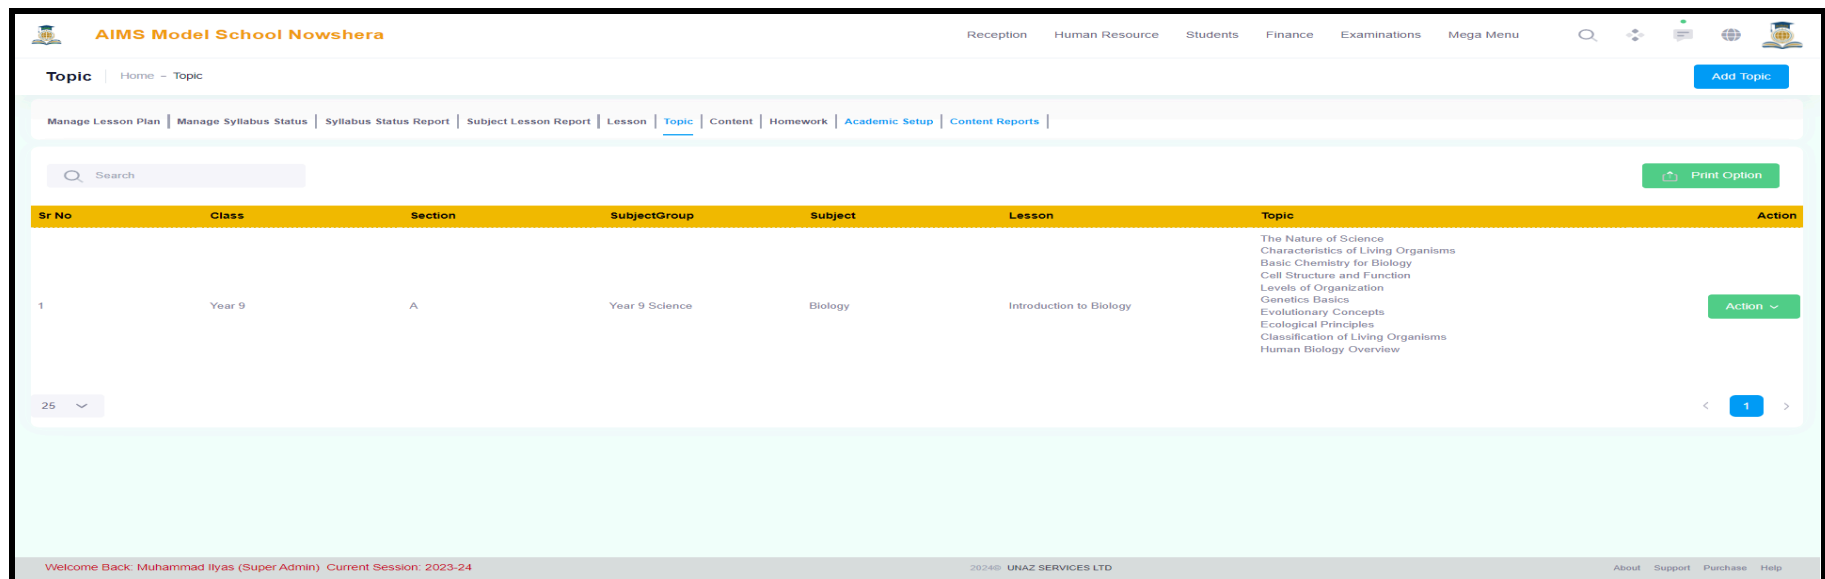 AIMS Model School Nowshera Reception Human Resource Students Finance Examinations Mega Menu
Topic Home - Topic Add Topic
Manage Lesson Plan Manage Syllabus Status Syllabus Status Report Subject Lesson Report Lesson Topic Content Homework Academic Setup Content Reports
Search Print Option
Sr No Class Section SubjectGroup Subject Lesson Topic Action
The Nature of Science
Characteristics of Living Organisms
Basic Chemistry for Biology
Cell Structure and Function
Levels of Organization
Genetics Basics
1 Year 9 A Year 9 Science Biology Introduction to Biology Action
Evolutionary Concepts
Ecological Principles
Classification of Living Organisms
Human Biology Overview
25 < 1 >
Welcome Back: Muhammad Ilyas (Super Admin) Current Session: 2023-24 2024© UNAZ SERVICES LTD About Support Purchase Help